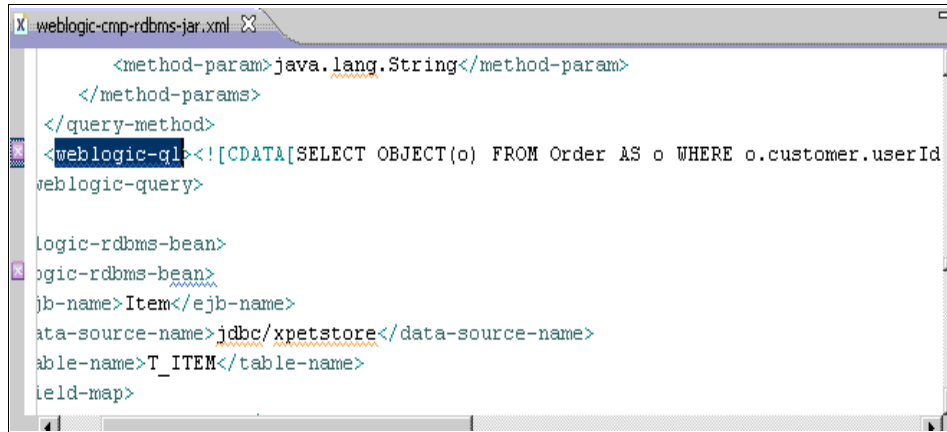 weblogic-cmp-rdbms-jar.xml
<method-param>java.lang.String</method-param>
</method-params>
</query-method>
<weblogic-ql><![CDATA[SELECT OBJECT(o) FROM Order AS o WHERE o.customer.userId
weblogic-query>
logic-rdbms-bean>
ogic-rdbms-bean>
jb-name>Item</ejb-name>
ata-source-name>jdbc/xpetstore</data-source-name>
able-name>T_ITEM</table-name>
ield-map>